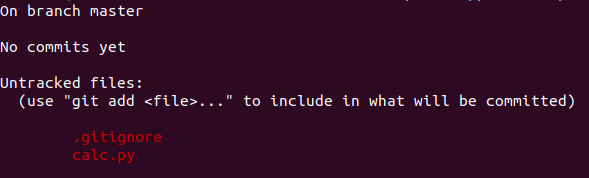 On branch master
No commits yet
Untracked files:
(use "git add <file>..." to include in what will be committed)
.gitignore
calc.py